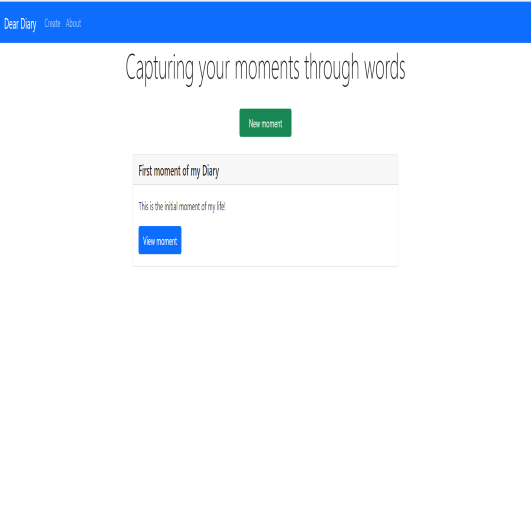 Dear Diary Create About
Capturing your moments through words
New moment
First moment of my Diary
This is the initial moment of my life!
View moment